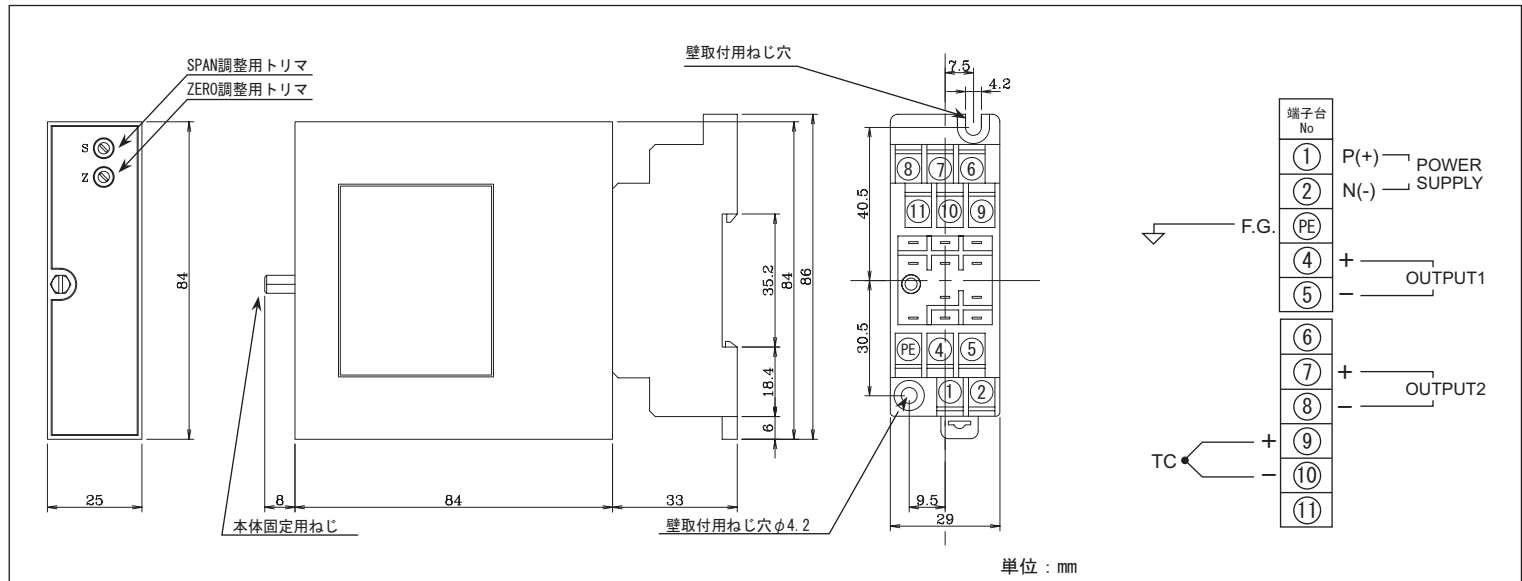 SPAN調整用トリマ
ZERO調整用トリマ
S
Z
84
25
8
84
33
本体固定用ねじ
35.2
84
86
18.4
6
壁取付用ねじ穴
7.5
4.2
40.5
30.5
8 7 6
11 10 9
PE 4 5
1 2
9.5
29
壁取付用ねじ穴φ4.2
単位：mm
端子台
No
1 P(+)
2 N(-)
POWER
SUPPLY
F.G. PE
4 +
5 −
OUTPUT1
6
7 +
8 −
OUTPUT2
TC
+ 9
− 10
11